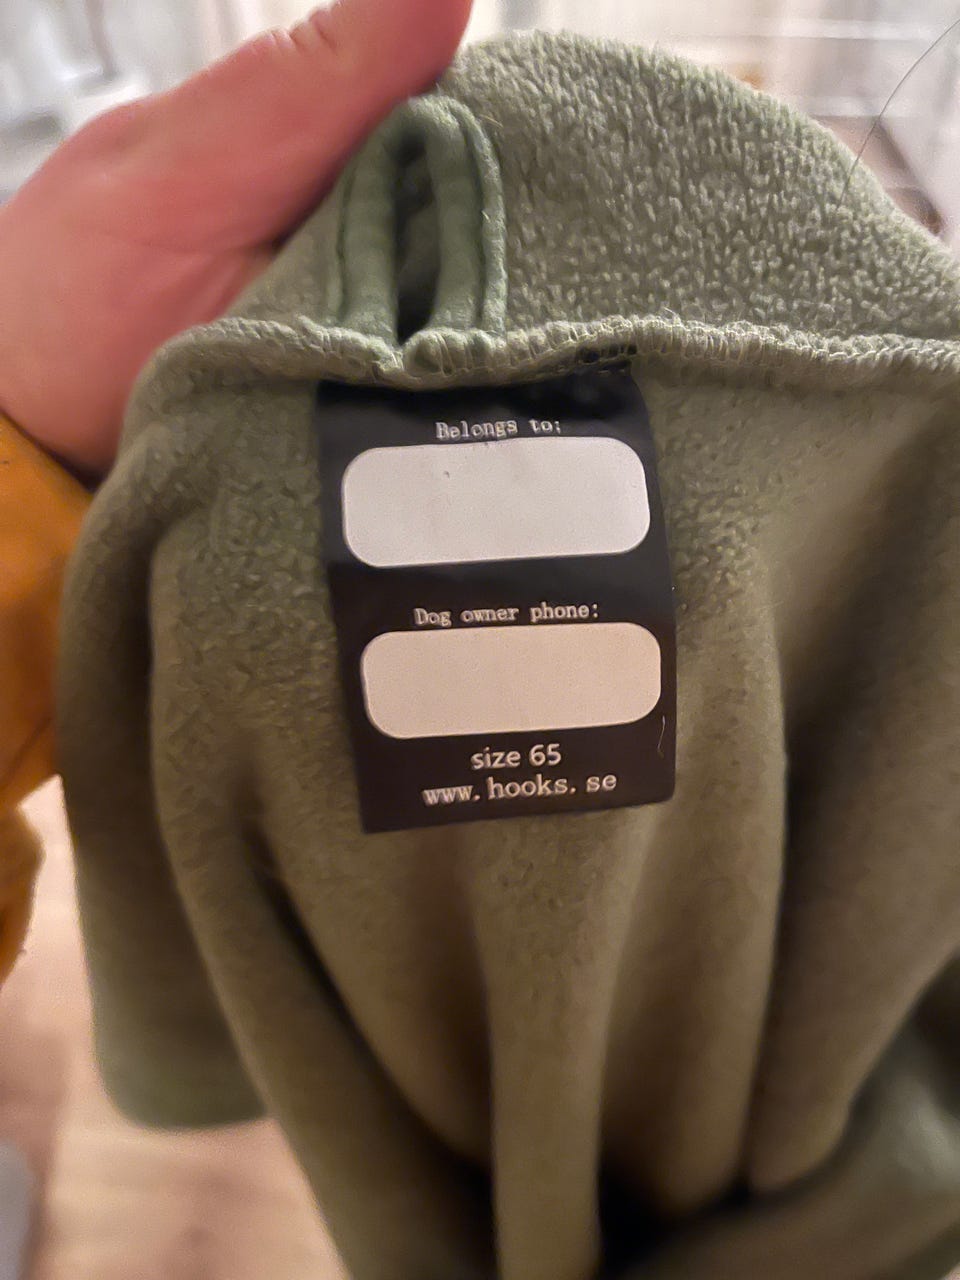 Belongs to:
Dog owner phone:
size 65
www.hooks.se